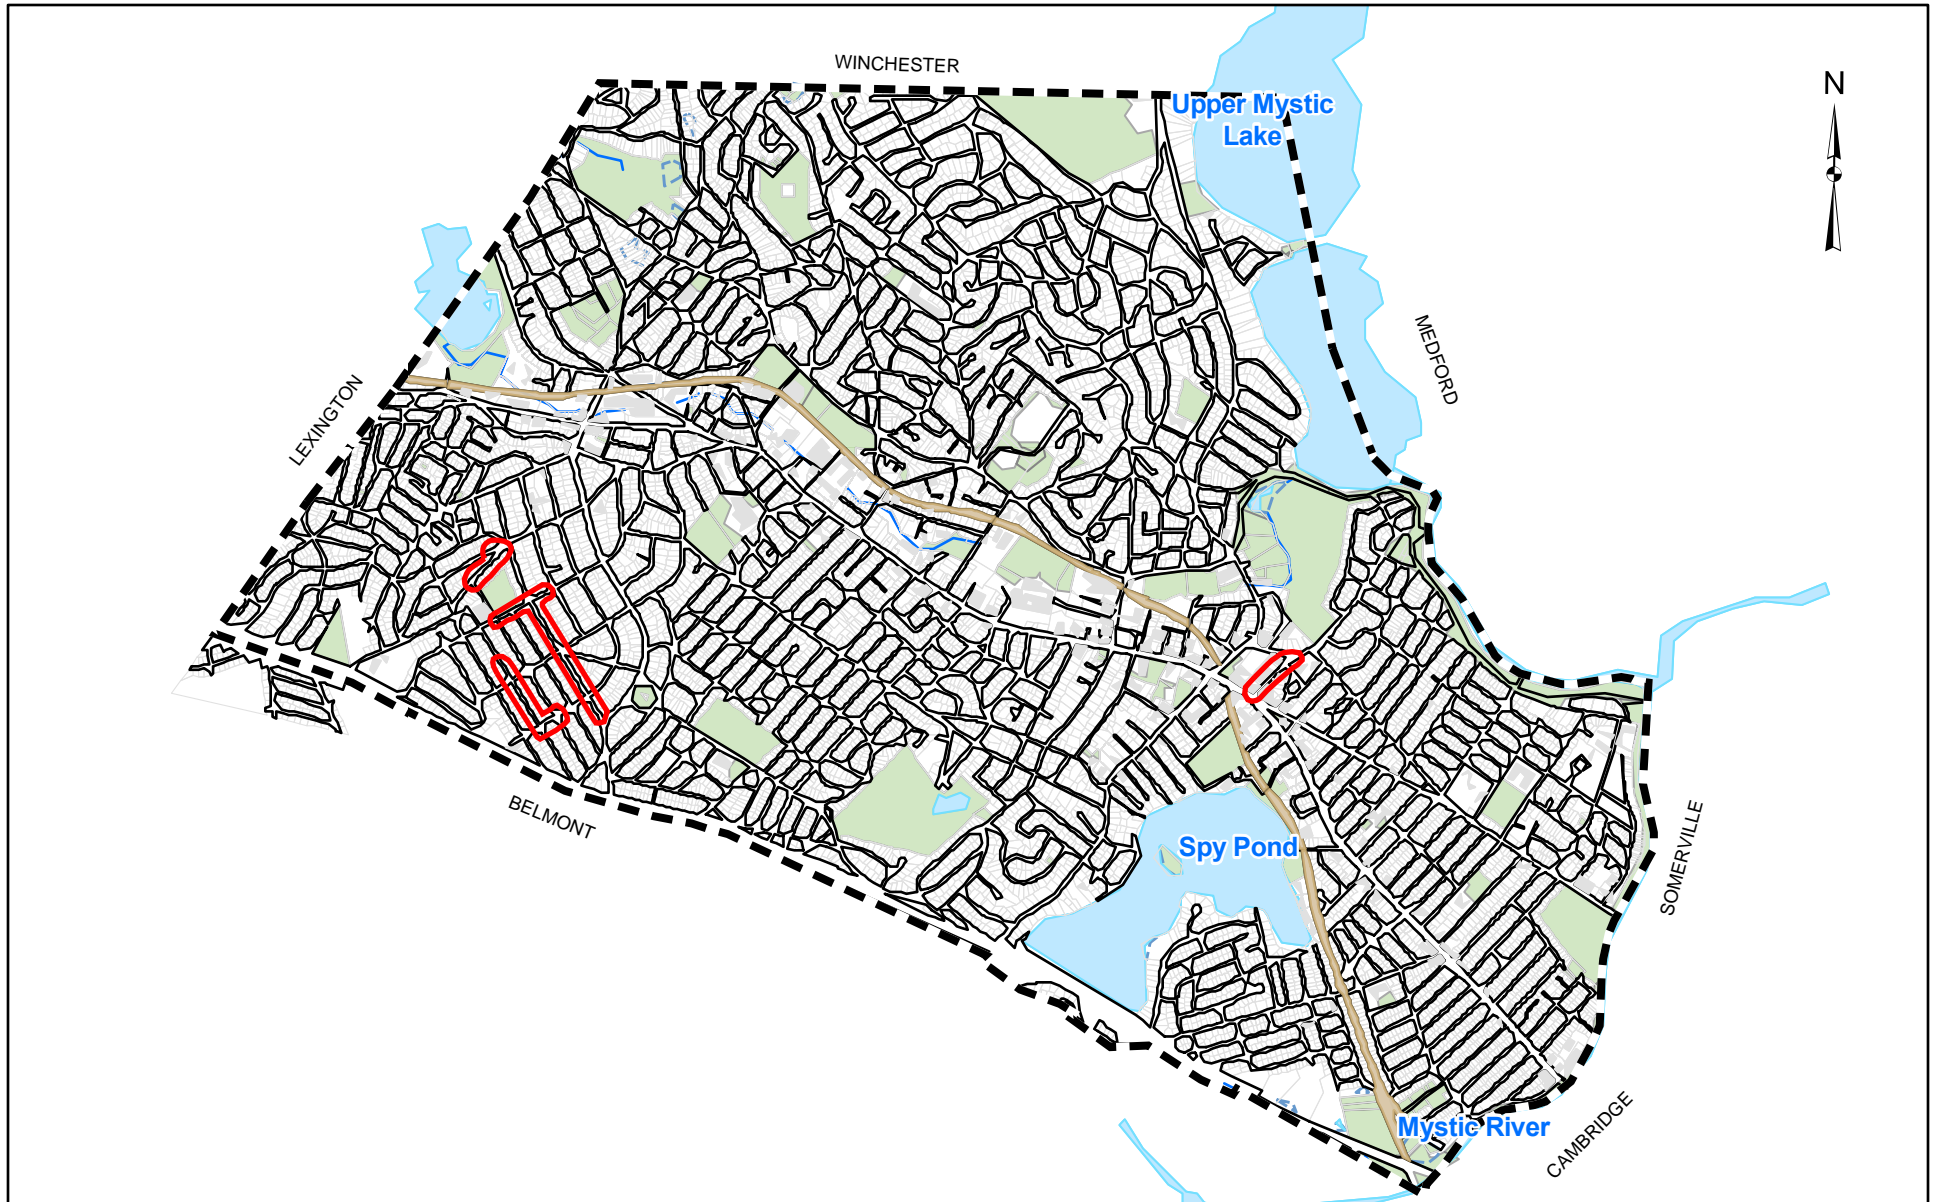 WINCHESTER
N
Upper Mystic
Lake
MEDFORD
LEXINGTON
BELMONT
Spy Pond
SOMERVILLE
Mystic River
CAMBRIDGE